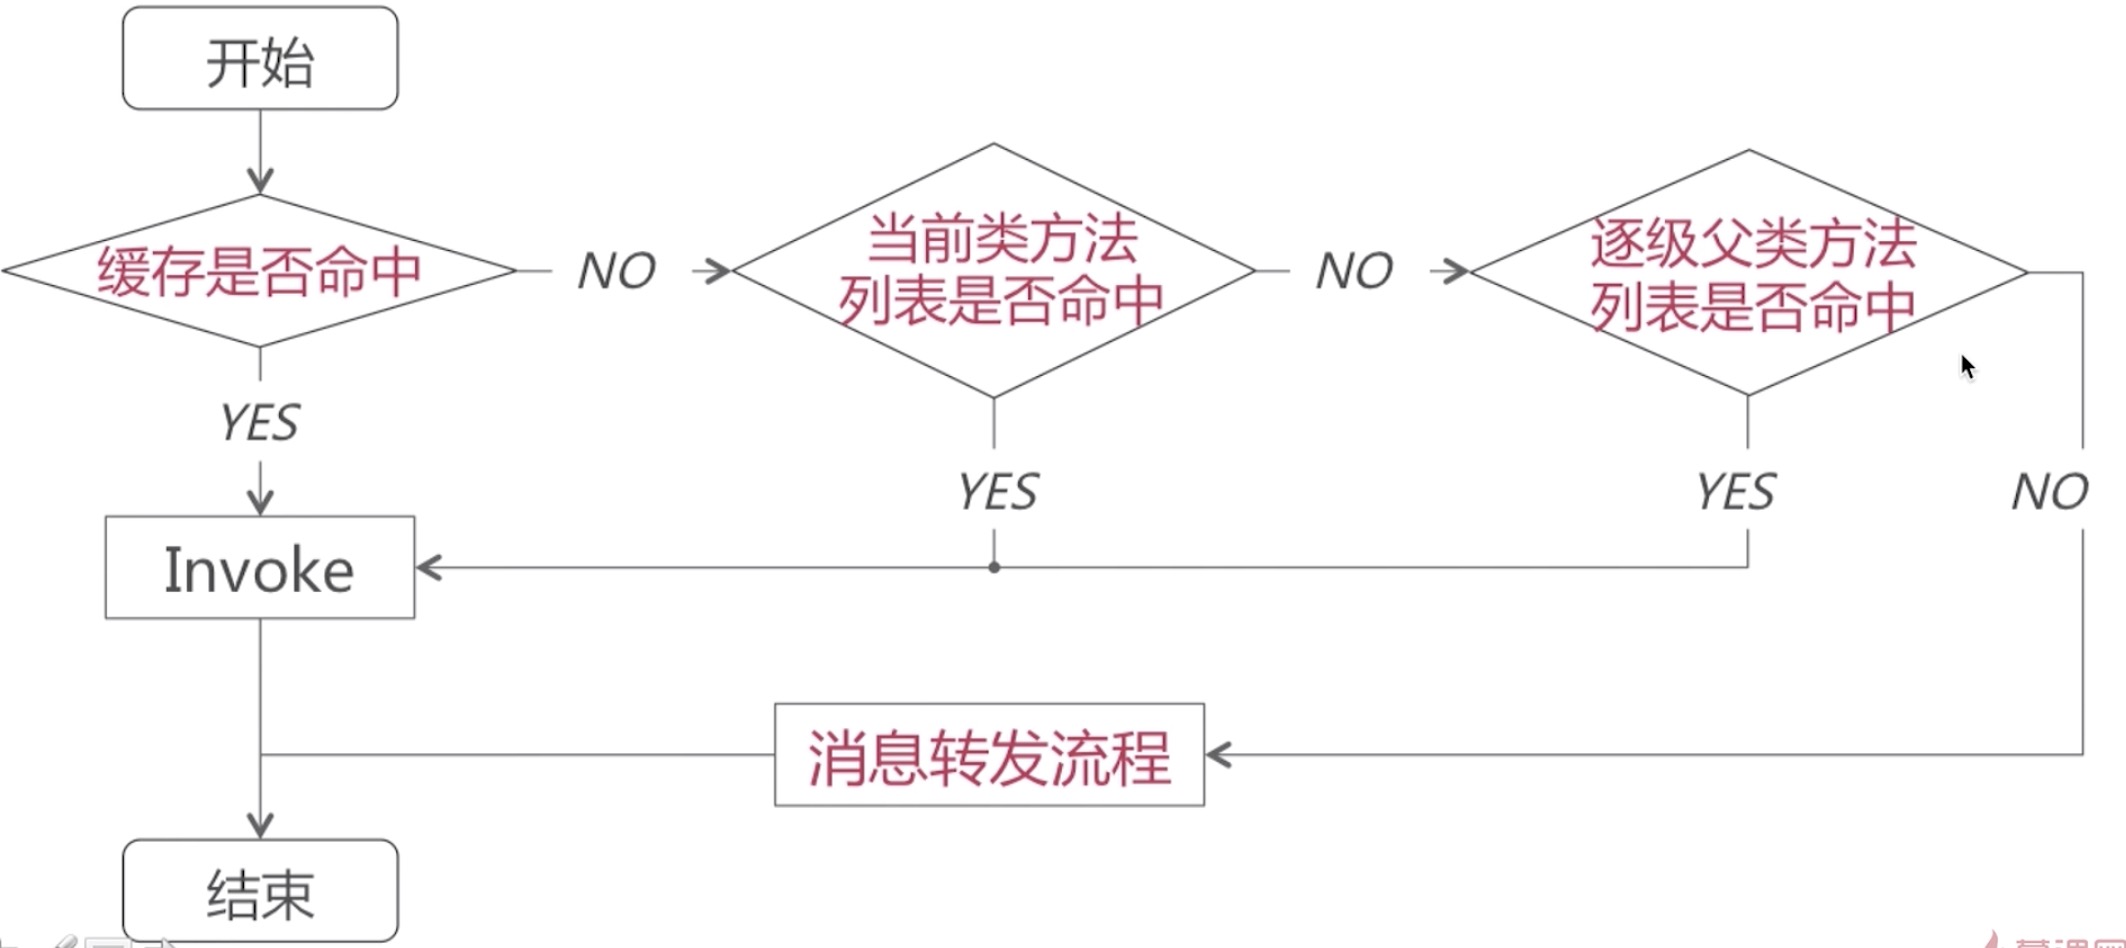 开始
缓存是否命中
NO
当前类方法
列表是否命中
NO
逐级父类方法
列表是否命中
YES
YES
YES
NO
Invoke
消息转发流程
结束